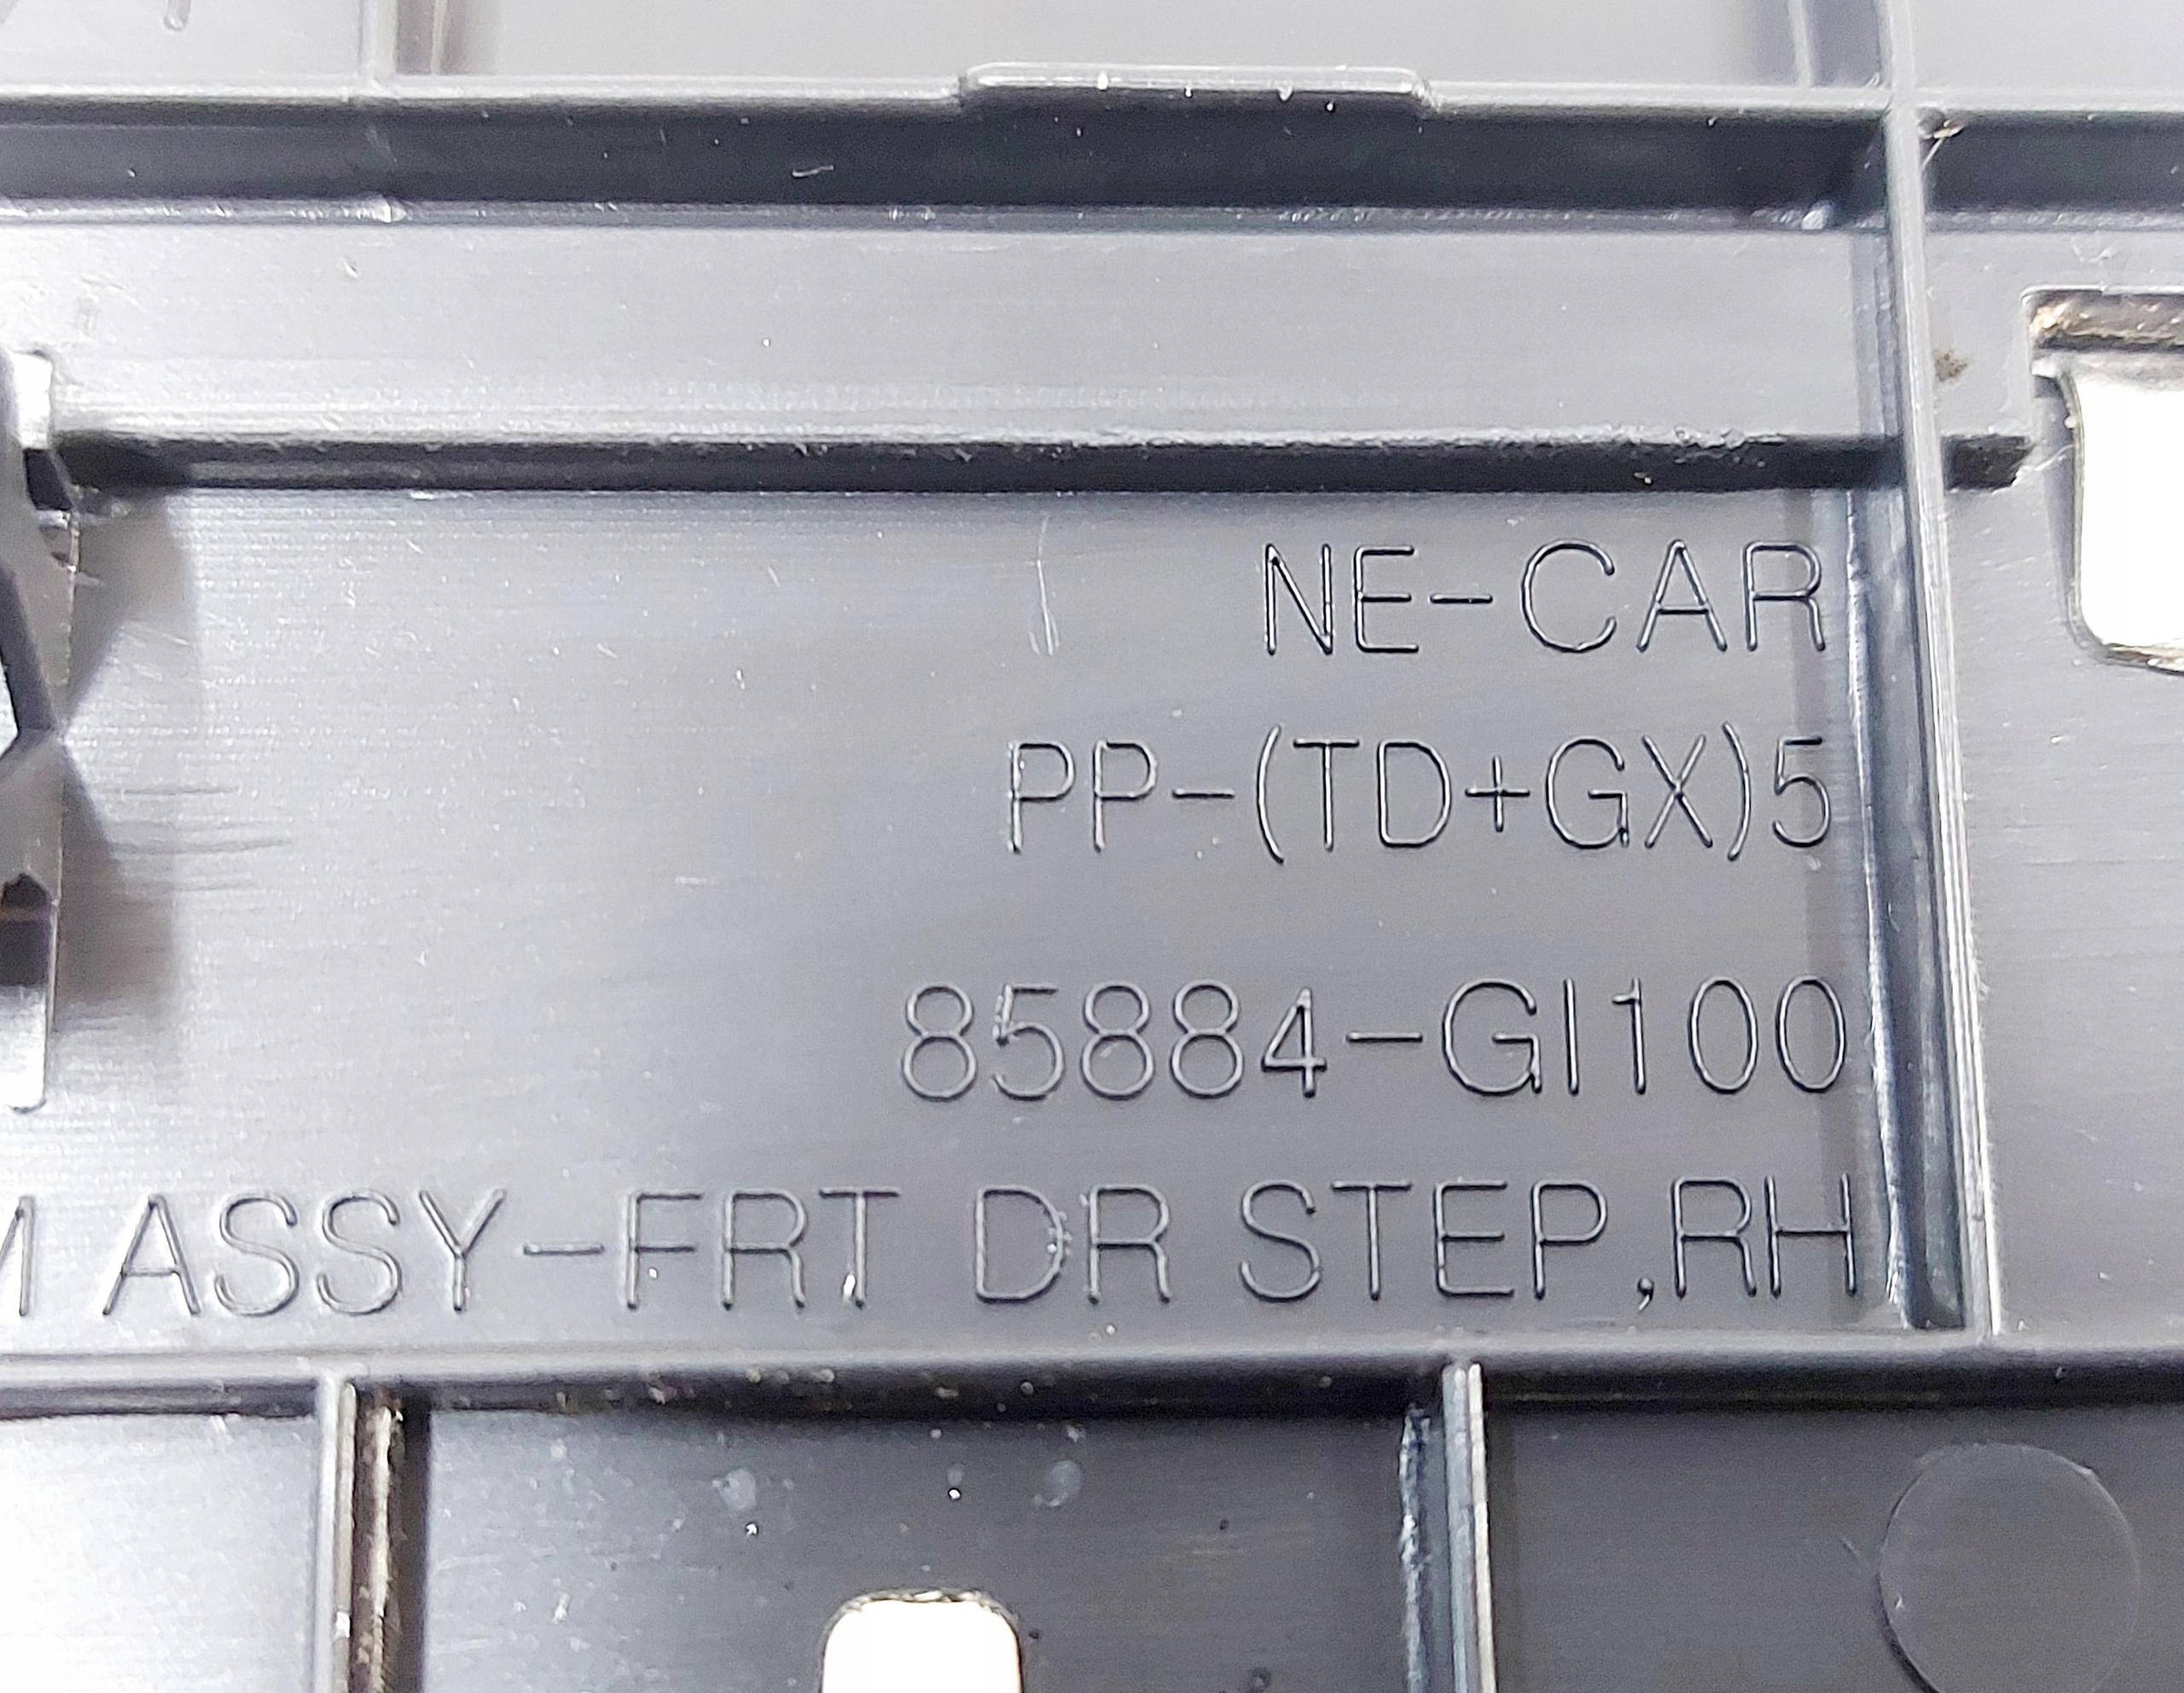 NE-CAR
PP-(TD+GX)5
85884-GI100
ASSY-FRT DR STEP,RH